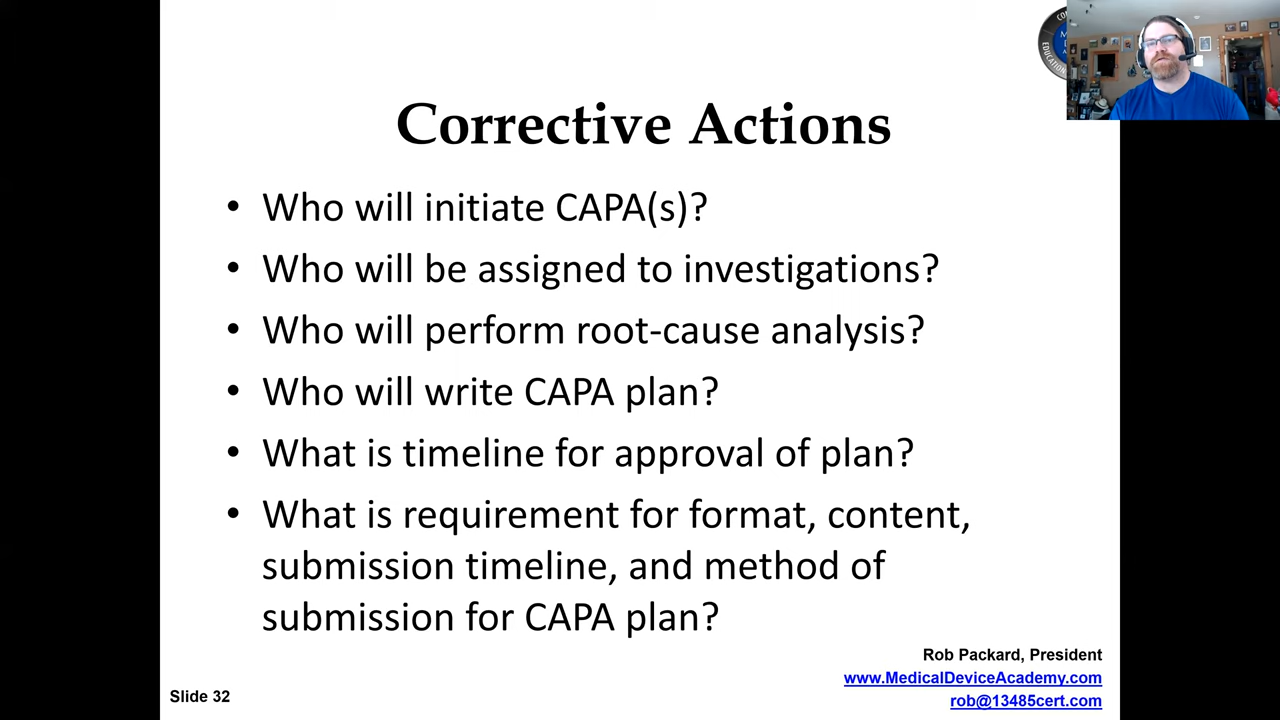 Corrective Actions
• Who will initiate CAPA(s)?
• Who will be assigned to investigations?
• Who will perform root-cause analysis?
• Who will write CAPA plan?
• What is timeline for approval of plan?
• What is requirement for format, content,
submission timeline, and method of
submission for CAPA plan?
Rob Packard, President
www.MedicalDeviceAcademy.com
rob@13485cert.com
Slide 32